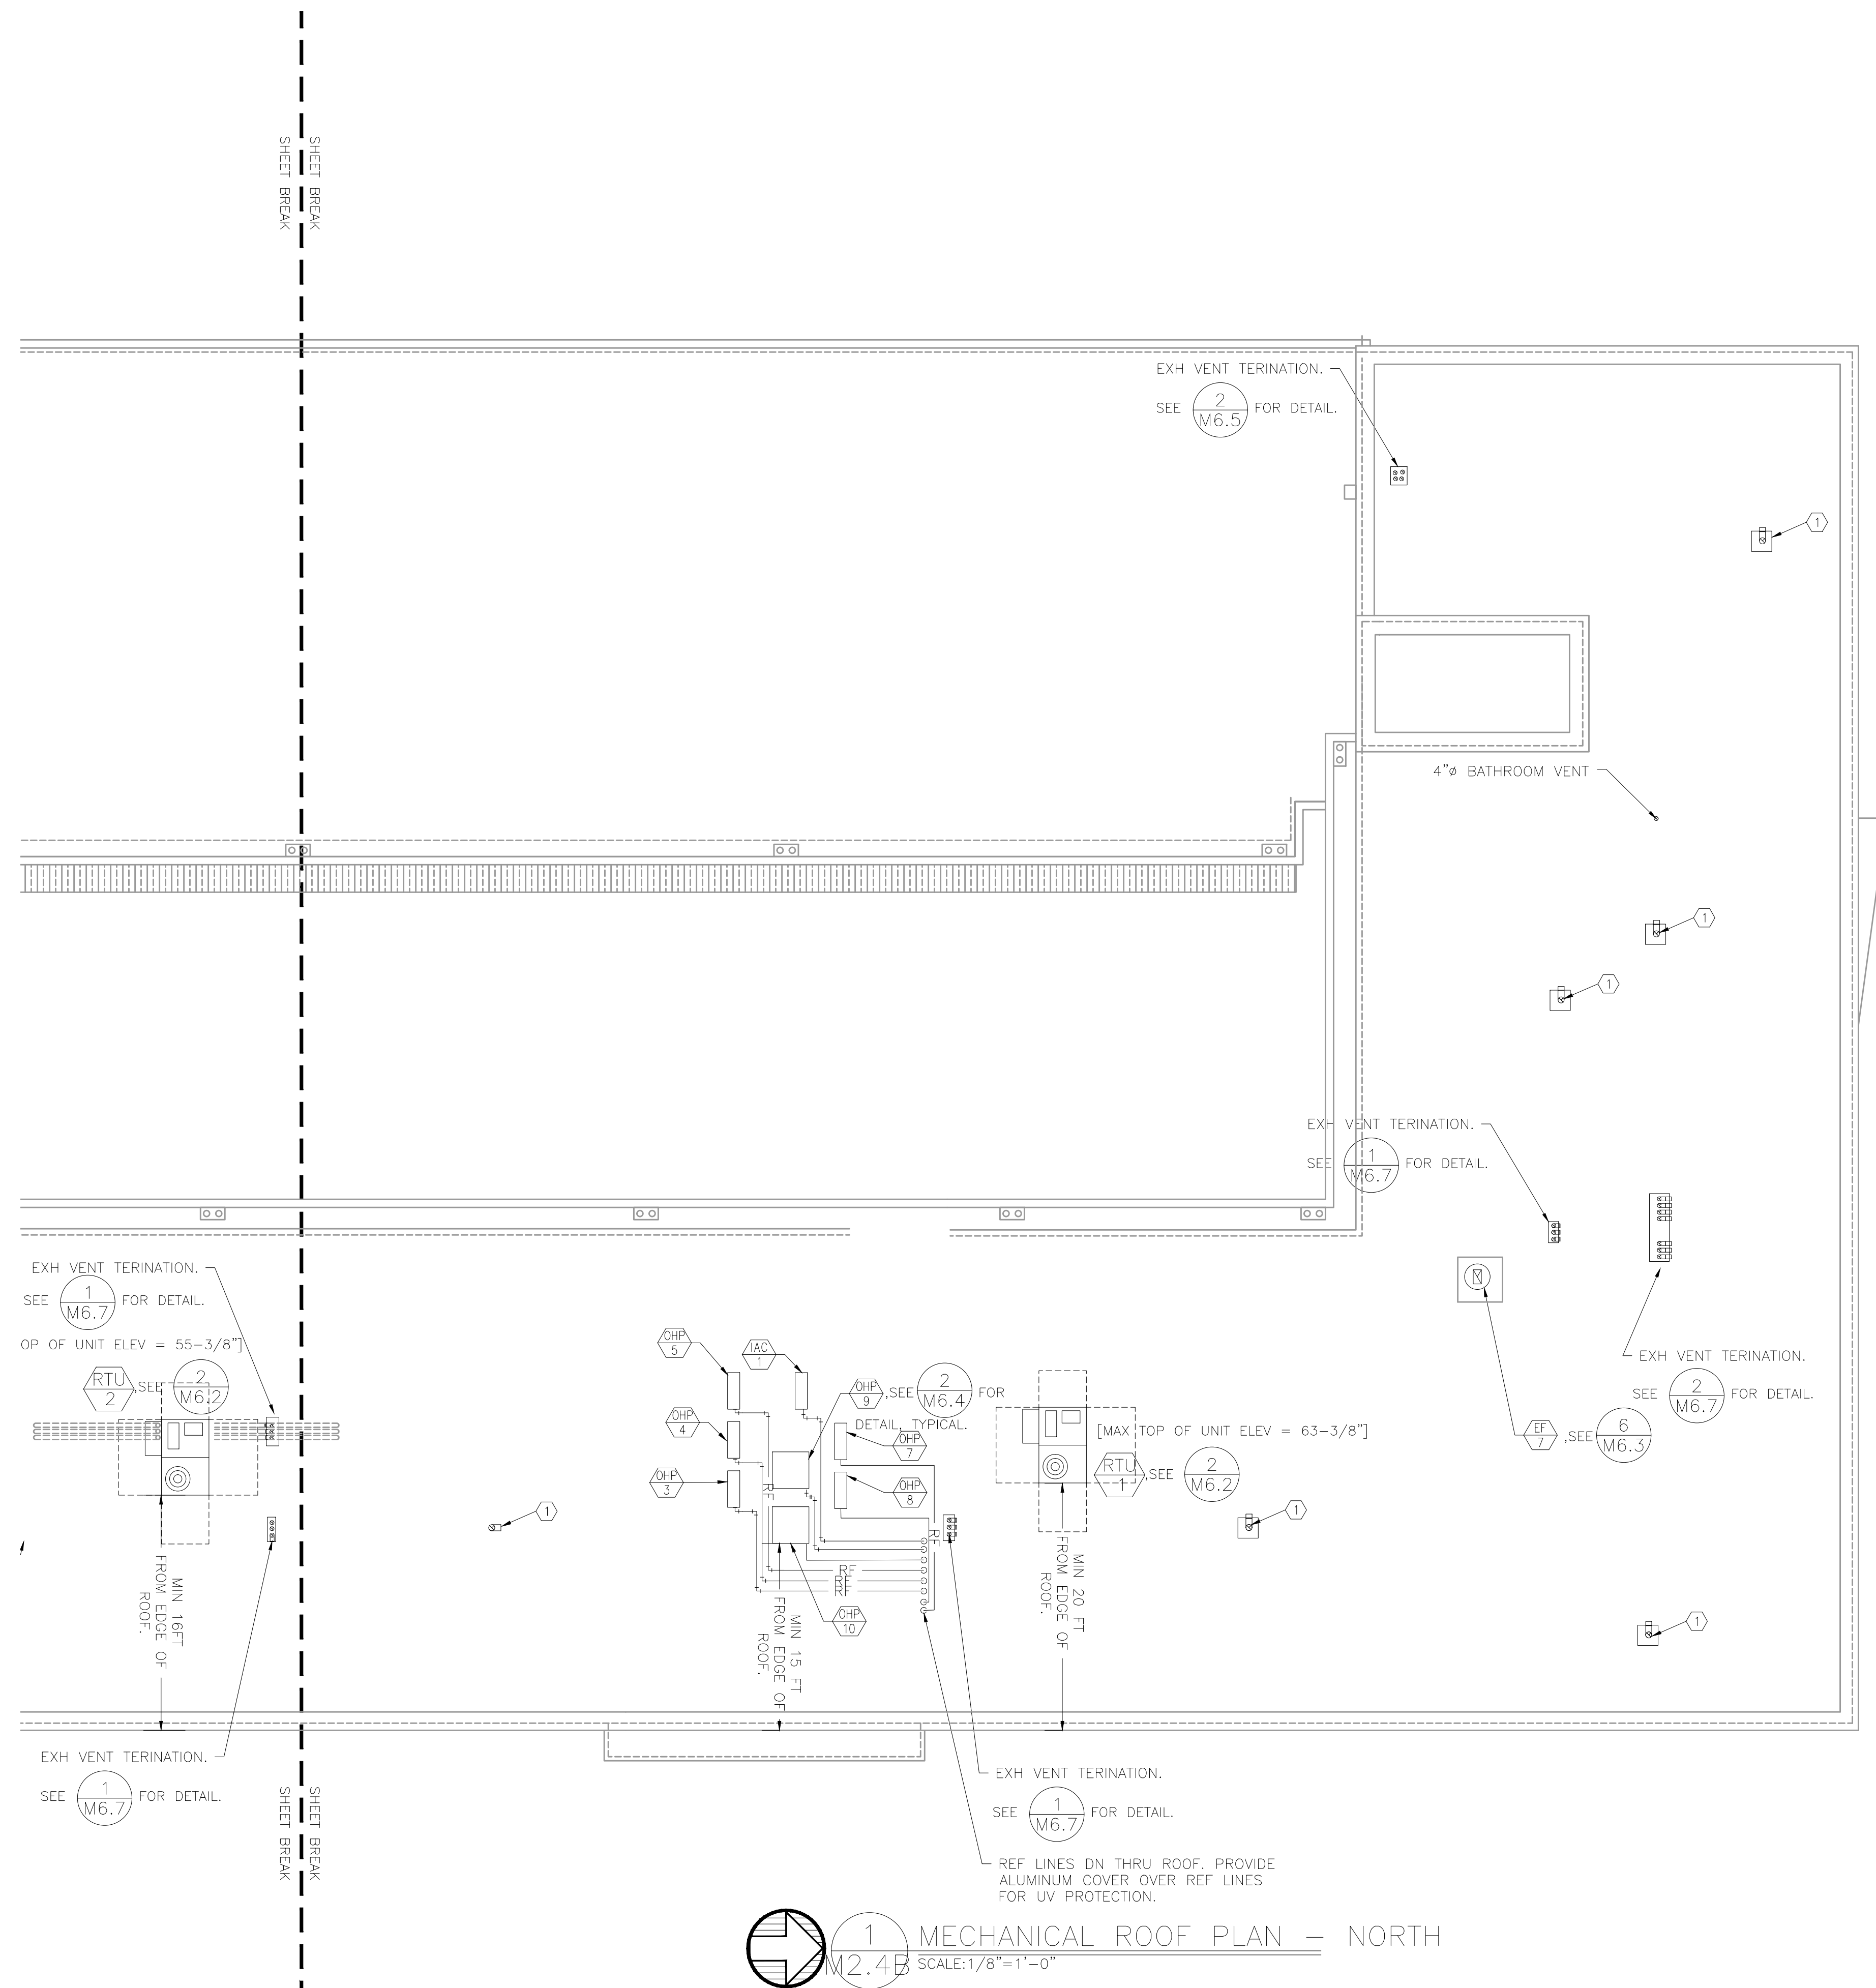 SHEET BREAK
SHEET BREAK
EXH VENT TERINATION.
SEE 2 FOR DETAIL.
M6.5
1
4"ø BATHROOM VENT
1
1
EXH VENT TERINATION.
SEE 1 FOR DETAIL.
M6.7
EXH VENT TERINATION.
SEE 1 FOR DETAIL.
M6.7
OP OF UNIT ELEV = 55-3/8"]
RTU
2
,SEE 2
M6.2
OHP
5
IAC
1
OHP
9
,SEE 2 FOR
M6.4
DETAIL, TYPICAL.
OHP
4
OHP
7
OHP
3
OHP
8
[MAX TOP OF UNIT ELEV = 63-3/8"]
RTU
1
,SEE 2
M6.2
EXH VENT TERINATION.
SEE 2 FOR DETAIL.
M6.7
EF
7
,SEE 6
M6.3
1
1
RF
RF
RF
RF
OHP
10
MIN 16FT
FROM EDGE OF
ROOF.
MIN 15 FT
FROM EDGE OF
ROOF.
MIN 20 FT
FROM EDGE OF
ROOF.
1
EXH VENT TERINATION.
SEE 1 FOR DETAIL.
M6.7
SHEET BREAK
SHEET BREAK
EXH VENT TERINATION.
SEE 1 FOR DETAIL.
M6.7
REF LINES DN THRU ROOF. PROVIDE
ALUMINUM COVER OVER REF LINES
FOR UV PROTECTION.
1
M2.4B
MECHANICAL ROOF PLAN - NORTH
SCALE:1/8"=1'-0"